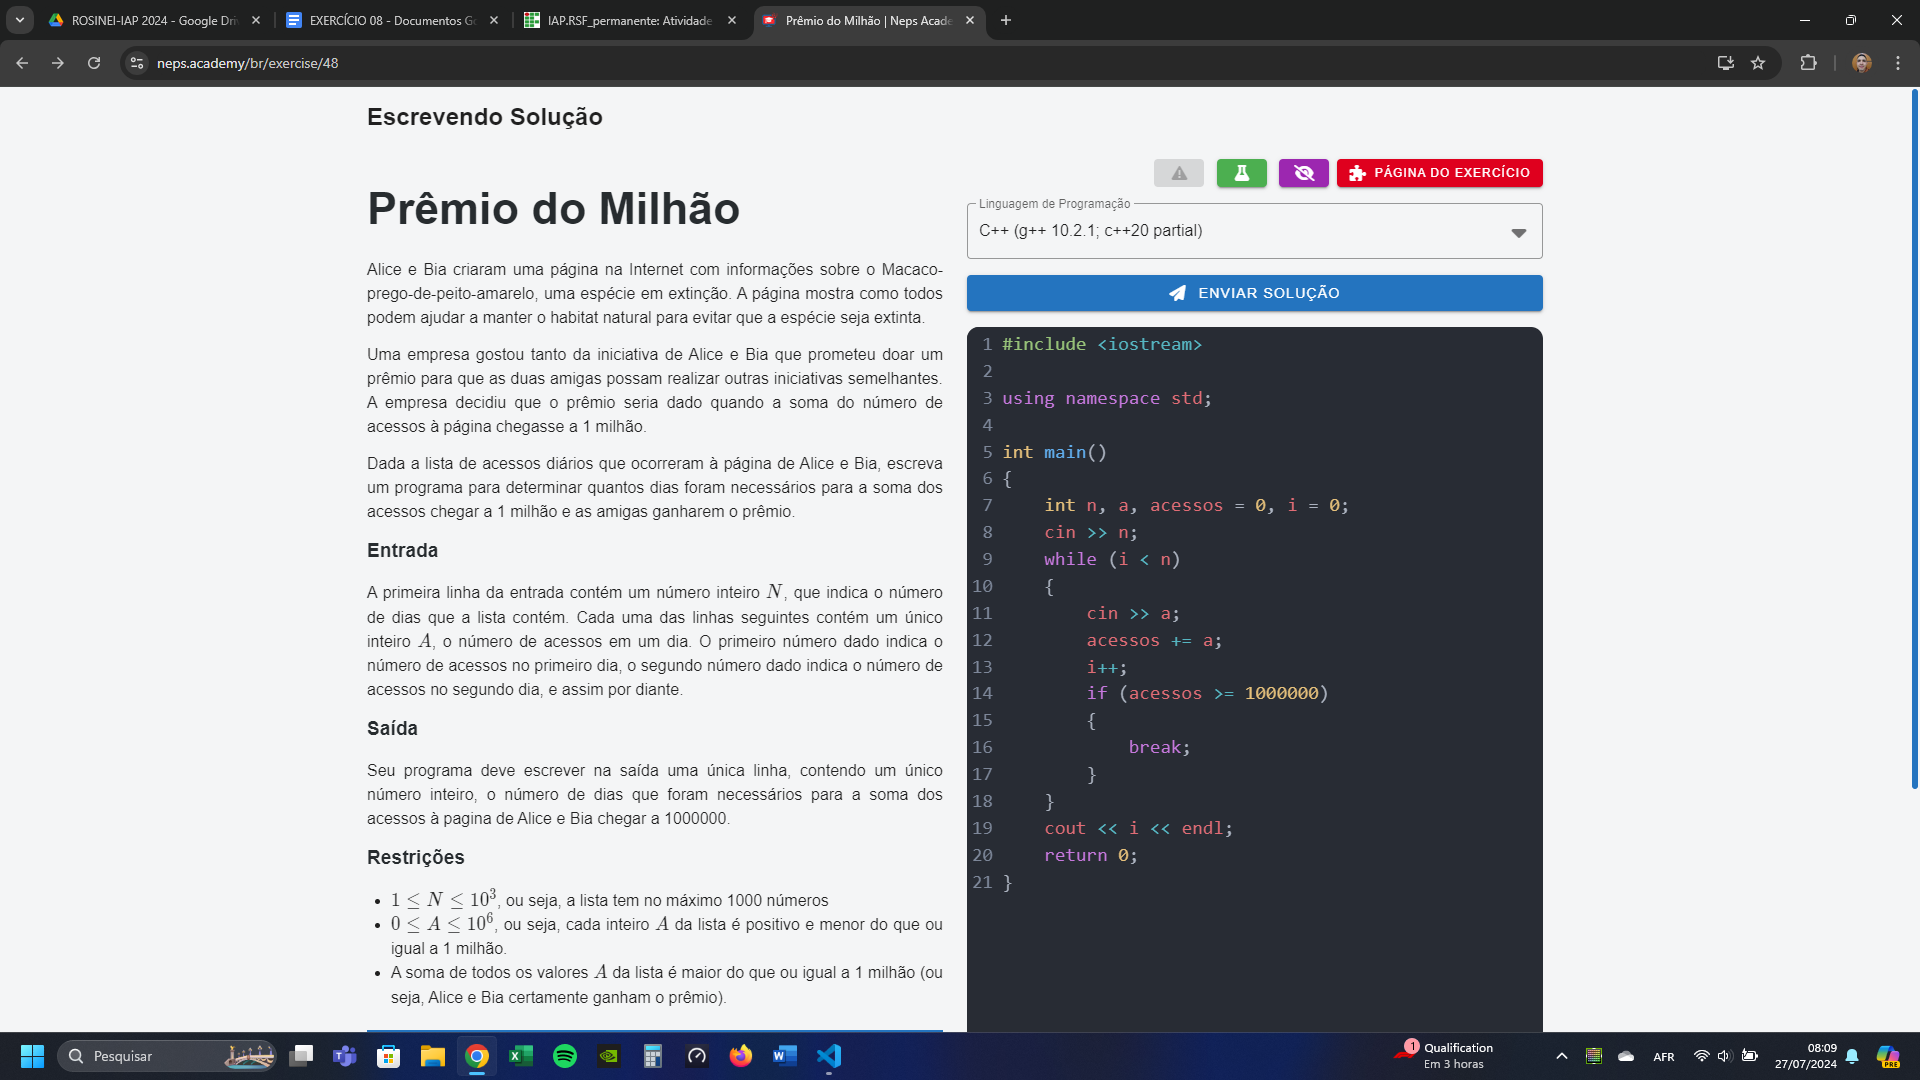 ROSINEI-IAP 2024 - Google Dri
EXERCÍCIO 08 - Documentos Go
IAP.RSF_permanente: Atividade
Prêmio do Milhão | Neps Acade
neps.academy/br/exercise/48
Escrevendo Solução
PÁGINA DO EXERCÍCIO
Prêmio do Milhão
Alice e Bia criaram uma página na Internet com informações sobre o Macaco-
prego-de-peito-amarelo, uma espécie em extinção. A página mostra como todos
podem ajudar a manter o habitat natural para evitar que a espécie seja extinta.
Uma empresa gostou tanto da iniciativa de Alice e Bia que prometeu doar um
prêmio para que as duas amigas possam realizar outras iniciativas semelhantes.
A empresa decidiu que o prêmio seria dado quando a soma do número de
acessos à página chegasse a 1 milhão.
Dada a lista de acessos diários que ocorreram à página de Alice e Bia, escreva
um programa para determinar quantos dias foram necessários para a soma dos
acessos chegar a 1 milhão e as amigas ganharem o prêmio.
Entrada
A primeira linha da entrada contém um número inteiro N, que indica o número
de dias que a lista contém. Cada uma das linhas seguintes contém um único
inteiro A, o número de acessos em um dia. O primeiro número dado indica o
número de acessos no primeiro dia, o segundo número dado indica o número de
acessos no segundo dia, e assim por diante.
Saída
Seu programa deve escrever na saída uma única linha, contendo um único
número inteiro, o número de dias que foram necessários para a soma dos
acessos à pagina de Alice e Bia chegar a 1000000.
Restrições
• 1 ≤ N ≤ 10³, ou seja, a lista tem no máximo 1000 números
• 0 ≤ A ≤ 10⁶, ou seja, cada inteiro A da lista é positivo e menor do que ou
igual a 1 milhão.
• A soma de todos os valores A da lista é maior do que ou igual a 1 milhão (ou
seja, Alice e Bia certamente ganham o prêmio).
Linguagem de Programação
C++ (g++ 10.2.1; c++20 partial)
ENVIAR SOLUÇÃO
1 #include <iostream>
2
3 using namespace std;
4
5 int main()
6 {
7     int n, a, acessos = 0, i = 0;
8     cin >> n;
9     while (i < n)
10     {
11         cin >> a;
12         acessos += a;
13         i++;
14         if (acessos >= 1000000)
15         {
16             break;
17         }
18     }
19     cout << i << endl;
20     return 0;
21 }
Pesquisar
1
Qualification
Em 3 horas
AFR
08:09
27/07/2024
PRE